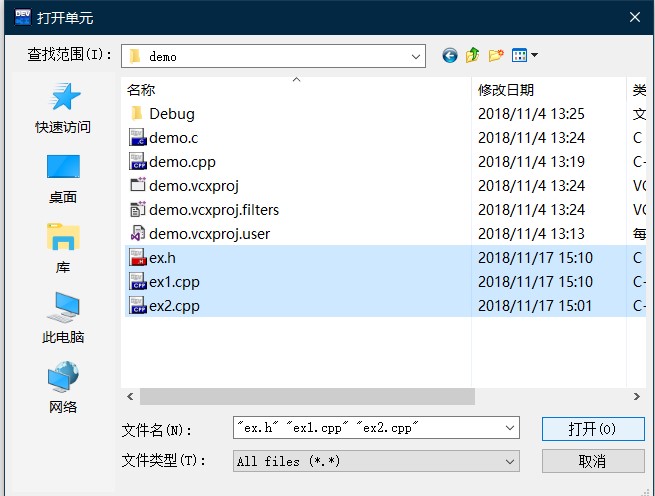 DEV 打开单元
查找范围(I): demo
名称 修改日期 类
Debug 2018/11/4 13:25 文
demo.c 2018/11/4 13:24 C
demo.cpp 2018/11/4 13:19 C-
demo.vcxproj 2018/11/4 13:24 VC
demo.vcxproj.filters 2018/11/4 13:24 VC
demo.vcxproj.user 2018/11/4 13:13 每
ex.h 2018/11/17 15:10 C
ex1.cpp 2018/11/17 15:10 C-
ex2.cpp 2018/11/17 15:01 C-
快速访问
桌面
库
此电脑
网络
文件名(N): "ex.h" "ex1.cpp" "ex2.cpp" 打开(O)
文件类型(T): All files (*.*) 取消